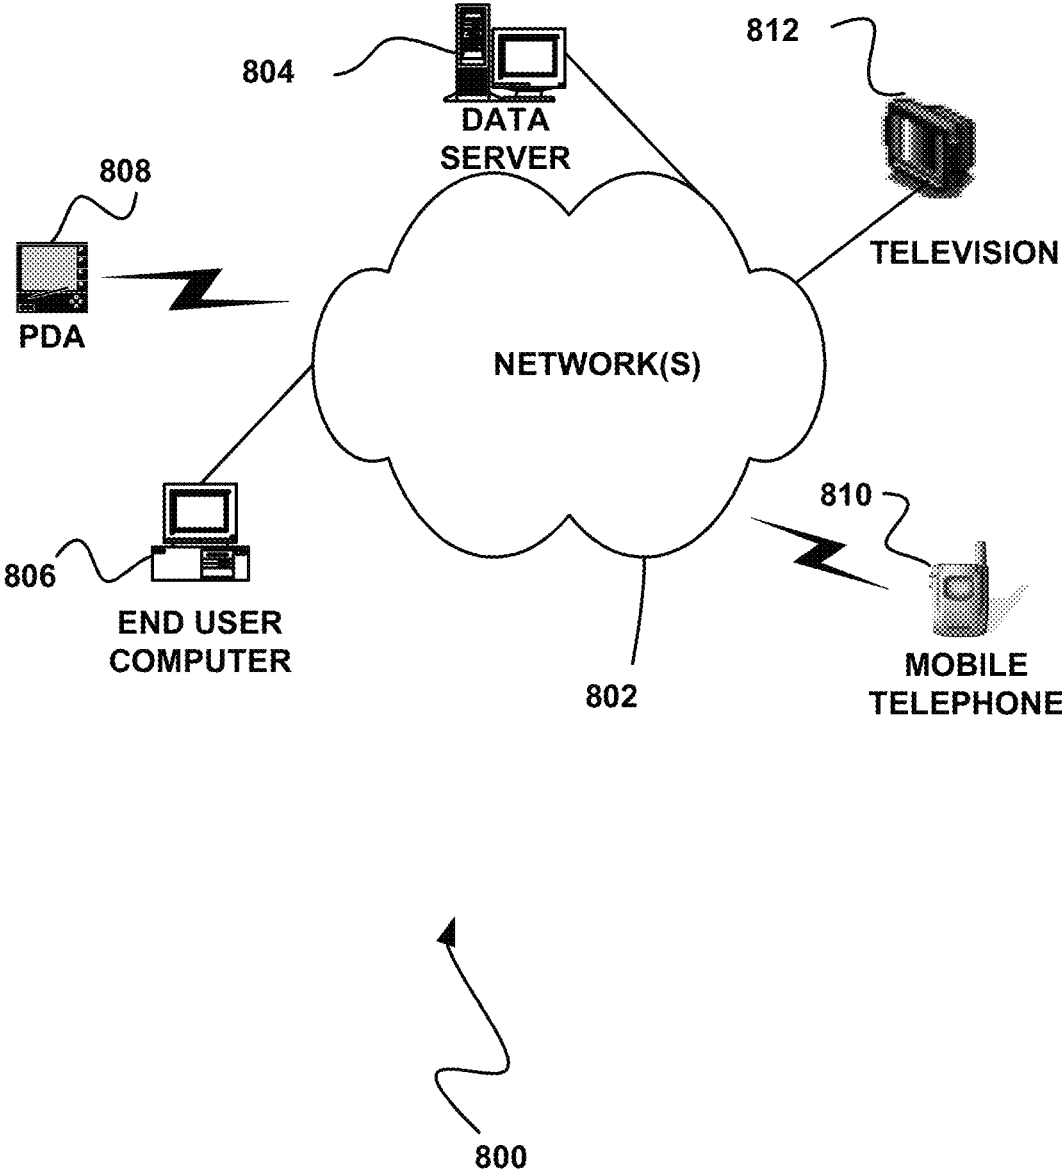 812
804
DATA
SERVER
808
TELEVISION
PDA
NETWORK(S)
810
806
END USER
COMPUTER
MOBILE
TELEPHONE
802
800